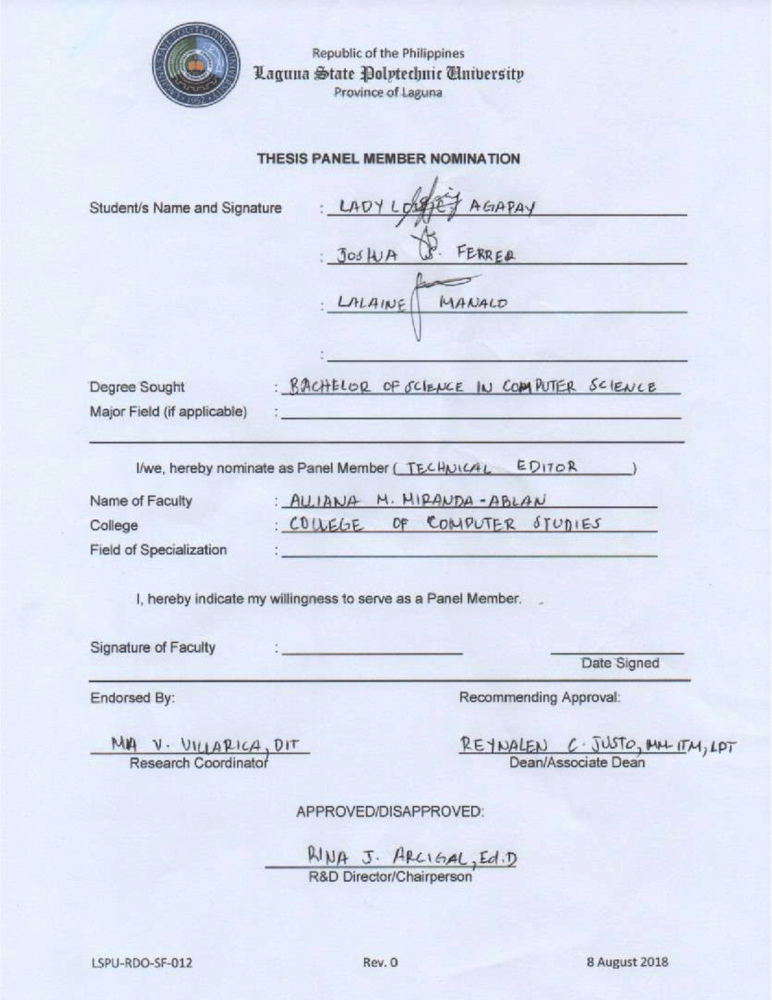 LAGUNA STATE POLYTECHNIC UNIVERSITY
1952
Republic of the Philippines
Laguna State Polytechnic University
Province of Laguna
THESIS PANEL MEMBER NOMINATION
Student/s Name and Signature : LADY AGAPAY
: JOSHUA S. FERRER
: LALAINE MANALO
:
Degree Sought : BACHELOR OF SCIENCE IN COMPUTER SCIENCE
Major Field (if applicable) :
I/we, hereby nominate as Panel Member ( TECHNICAL EDITOR )
Name of Faculty : ALLIANA M. MIRANDA-ABLAN
College : COLLEGE OF COMPUTER STUDIES
Field of Specialization :
I, hereby indicate my willingness to serve as a Panel Member.
Signature of Faculty :
Date Signed
Endorsed By: Recommending Approval:
MIA V. VILLARICA, DIT REYNALEN C. JUSTO, MM-ITM, LPT
Research Coordinator Dean/Associate Dean
APPROVED/DISAPPROVED:
RINA J. ARCIGAL, Ed.D
R&D Director/Chairperson
LSPU-RDO-SF-012 Rev. 0 8 August 2018